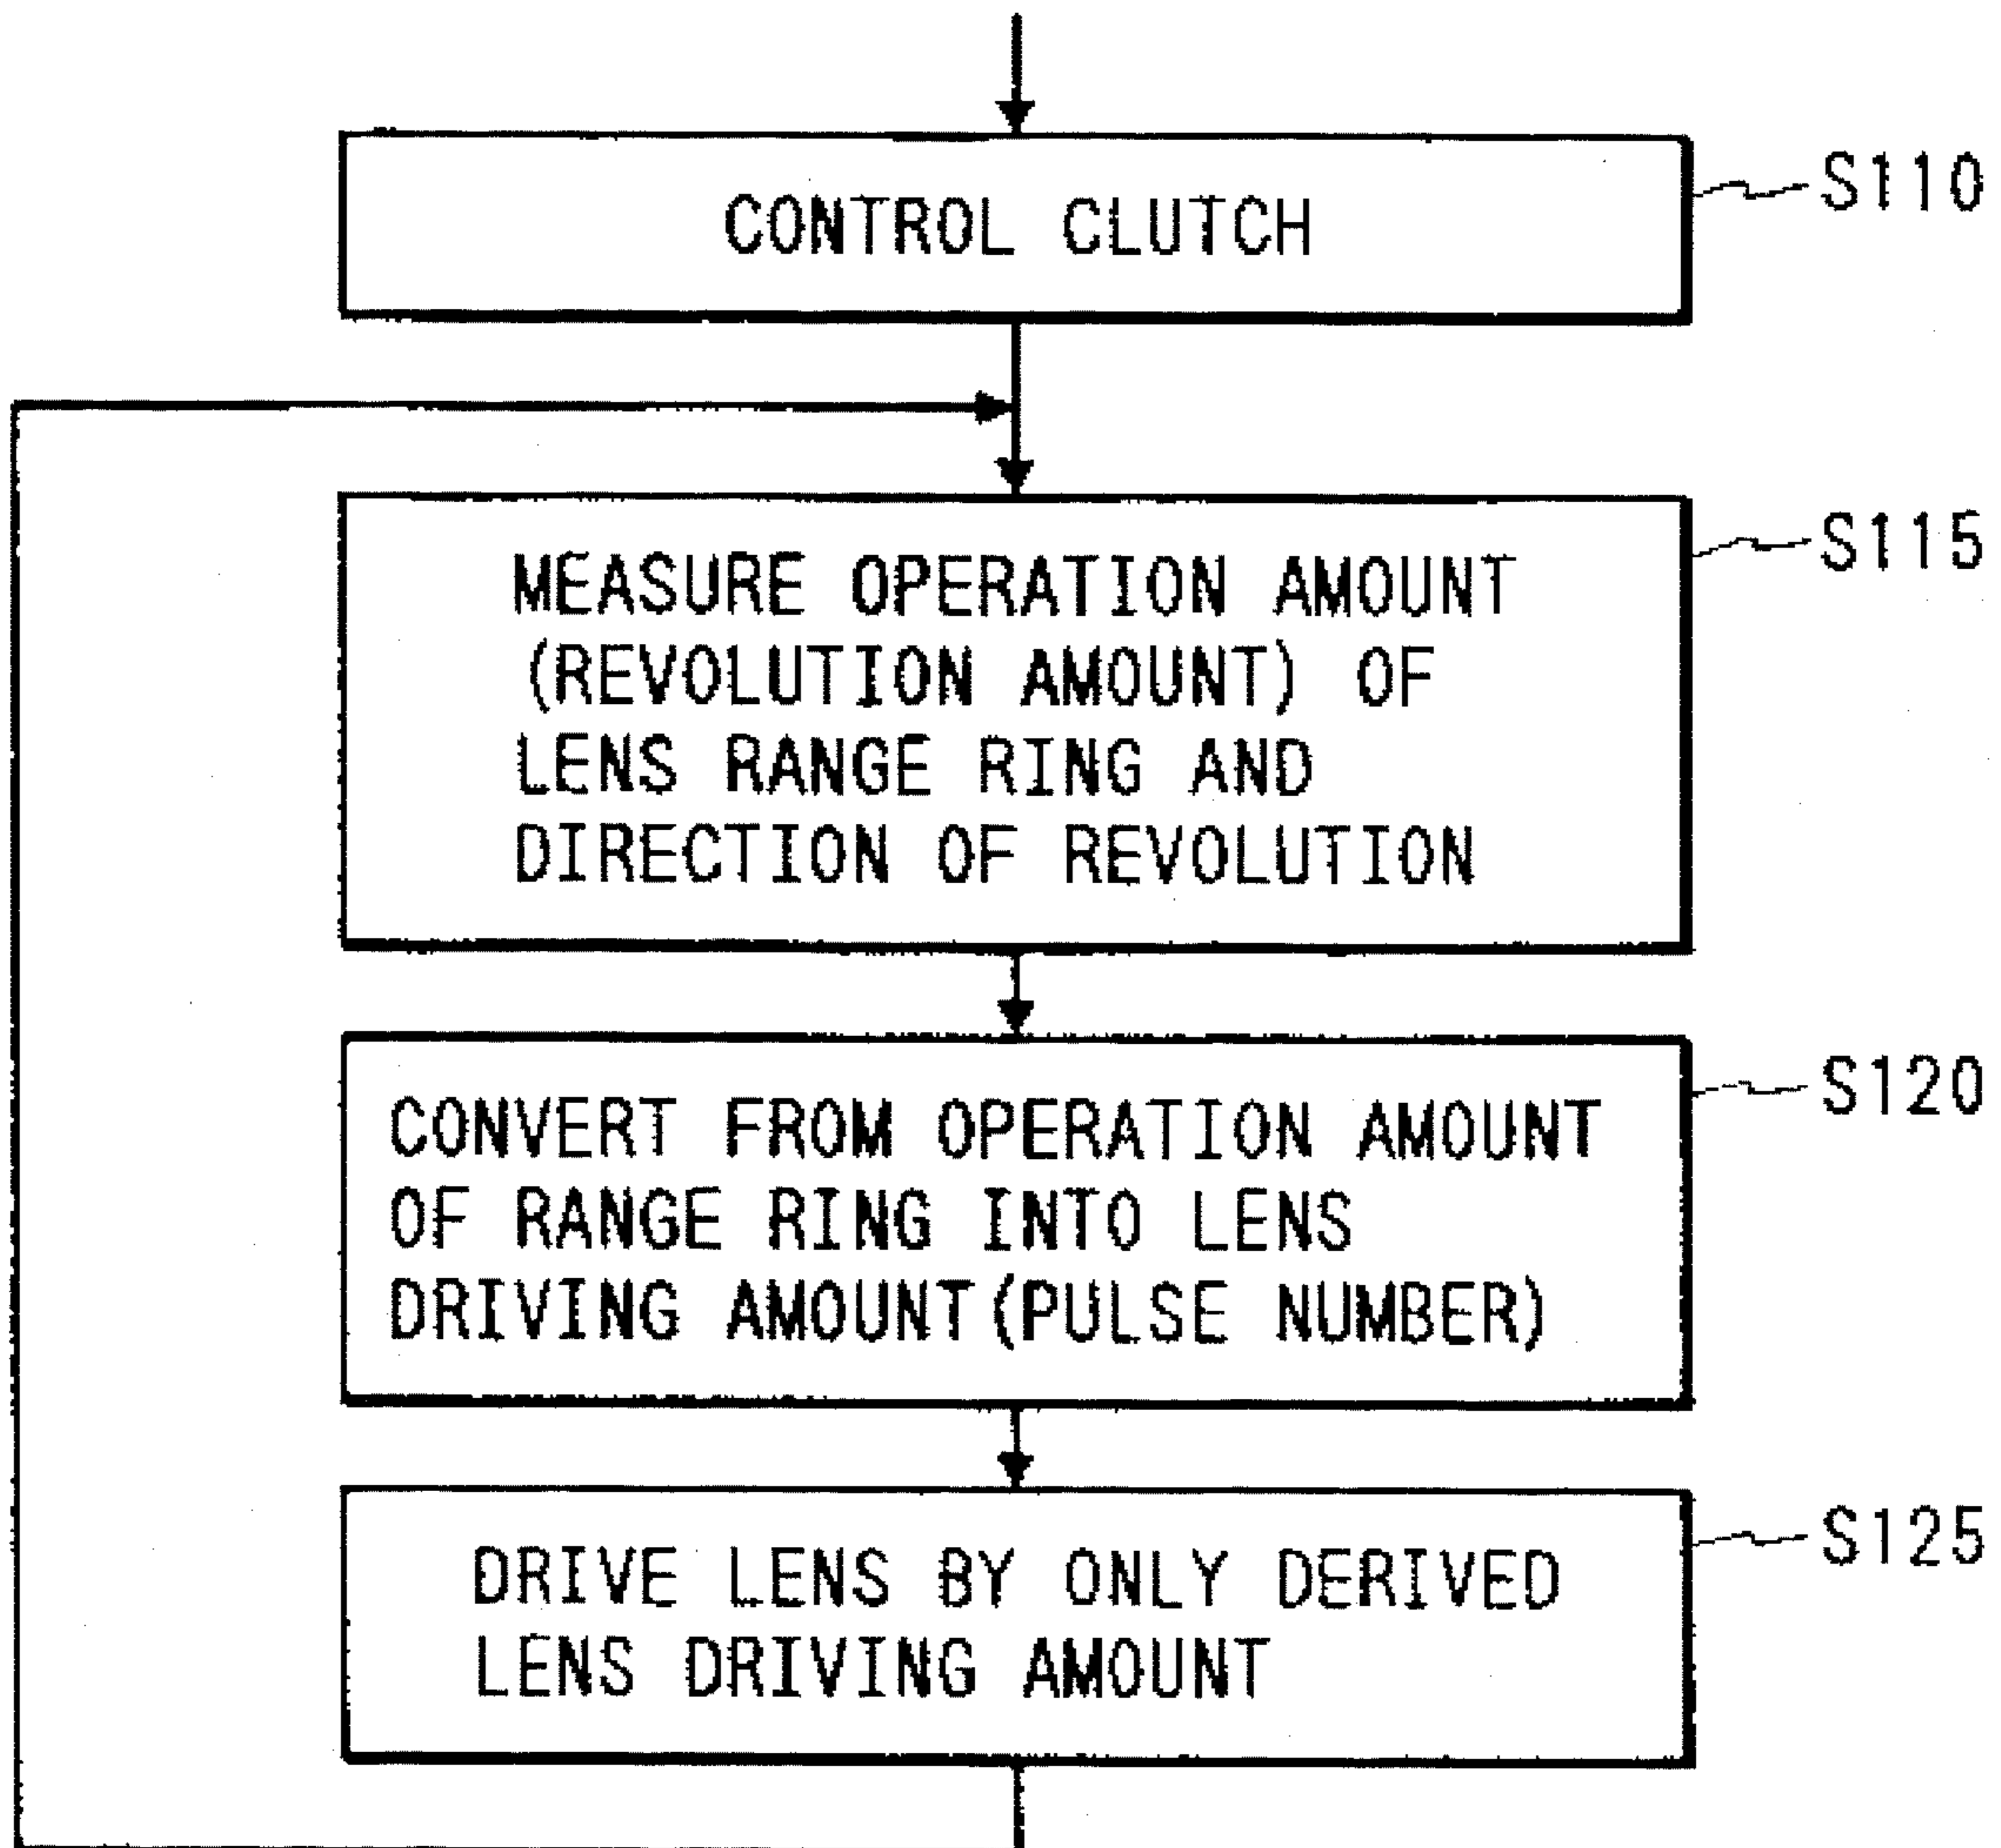 CONTROL CLUTCH
S110
MEASURE OPERATION AMOUNT
(REVOLUTION AMOUNT) OF
LENS RANGE RING AND
DIRECTION OF REVOLUTION
S115
CONVERT FROM OPERATION AMOUNT
OF RANGE RING INTO LENS
DRIVING AMOUNT(PULSE NUMBER)
S120
DRIVE LENS BY ONLY DERIVED
LENS DRIVING AMOUNT
S125